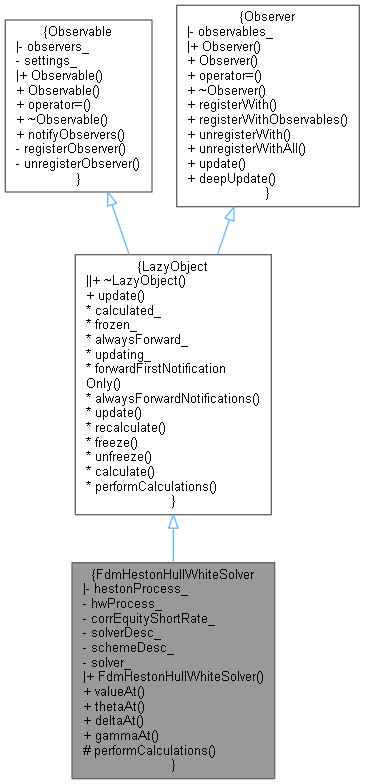 {Observable
|- observers_
- settings_
|+ Observable()
+ Observable()
+ operator=()
+ ~Observable()
+ notifyObservers()
- registerObserver()
- unregisterObserver()
}
{Observer
|- observables_
|+ Observer()
+ Observer()
+ operator=()
+ ~Observer()
+ registerWith()
+ registerWithObservables()
+ unregisterWith()
+ unregisterWithAll()
+ update()
+ deepUpdate()
}
{LazyObject
||+ ~LazyObject()
+ update()
* calculated_
* frozen_
* alwaysForward_
* updating_
* forwardFirstNotification
Only()
* alwaysForwardNotifications()
* update()
* recalculate()
* freeze()
* unfreeze()
* calculate()
* performCalculations()
}
{FdmHestonHullWhiteSolver
|- hestonProcess_
- hwProcess_
- corrEquityShortRate_
- solverDesc_
- schemeDesc_
- solver_
|+ FdmHestonHullWhiteSolver()
+ valueAt()
+ thetaAt()
+ deltaAt()
+ gammaAt()
# performCalculations()
}